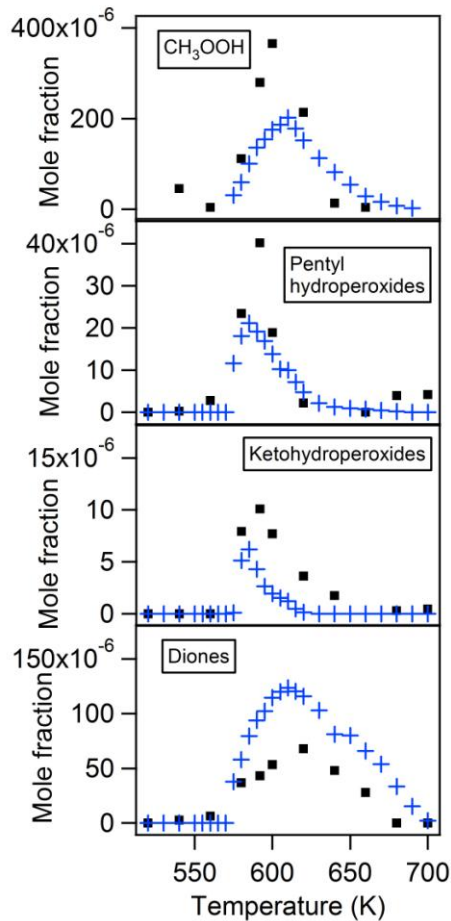 400x10⁻⁶
CH₃OOH
200
0
Mole fraction
40x10⁻⁶
Pentyl
hydroperoxides
30
20
10
0
Mole fraction
15x10⁻⁶
Ketohydroperoxides
10
5
0
Mole fraction
150x10⁻⁶
Diones
100
50
0
Mole fraction
550 600 650 700
Temperature (K)